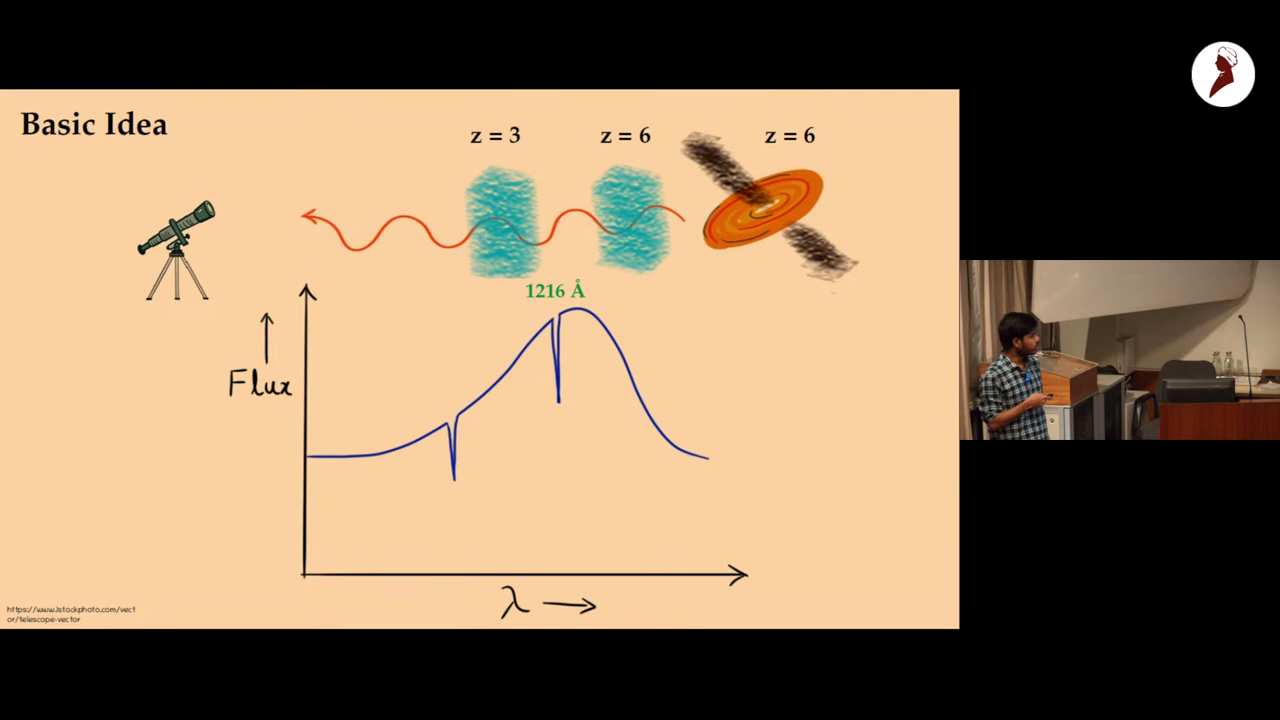 Basic Idea
z = 3
z = 6
z = 6
1216 Å
Flux
λ
https://www.istockphoto.com/vect
or/telescope-vector